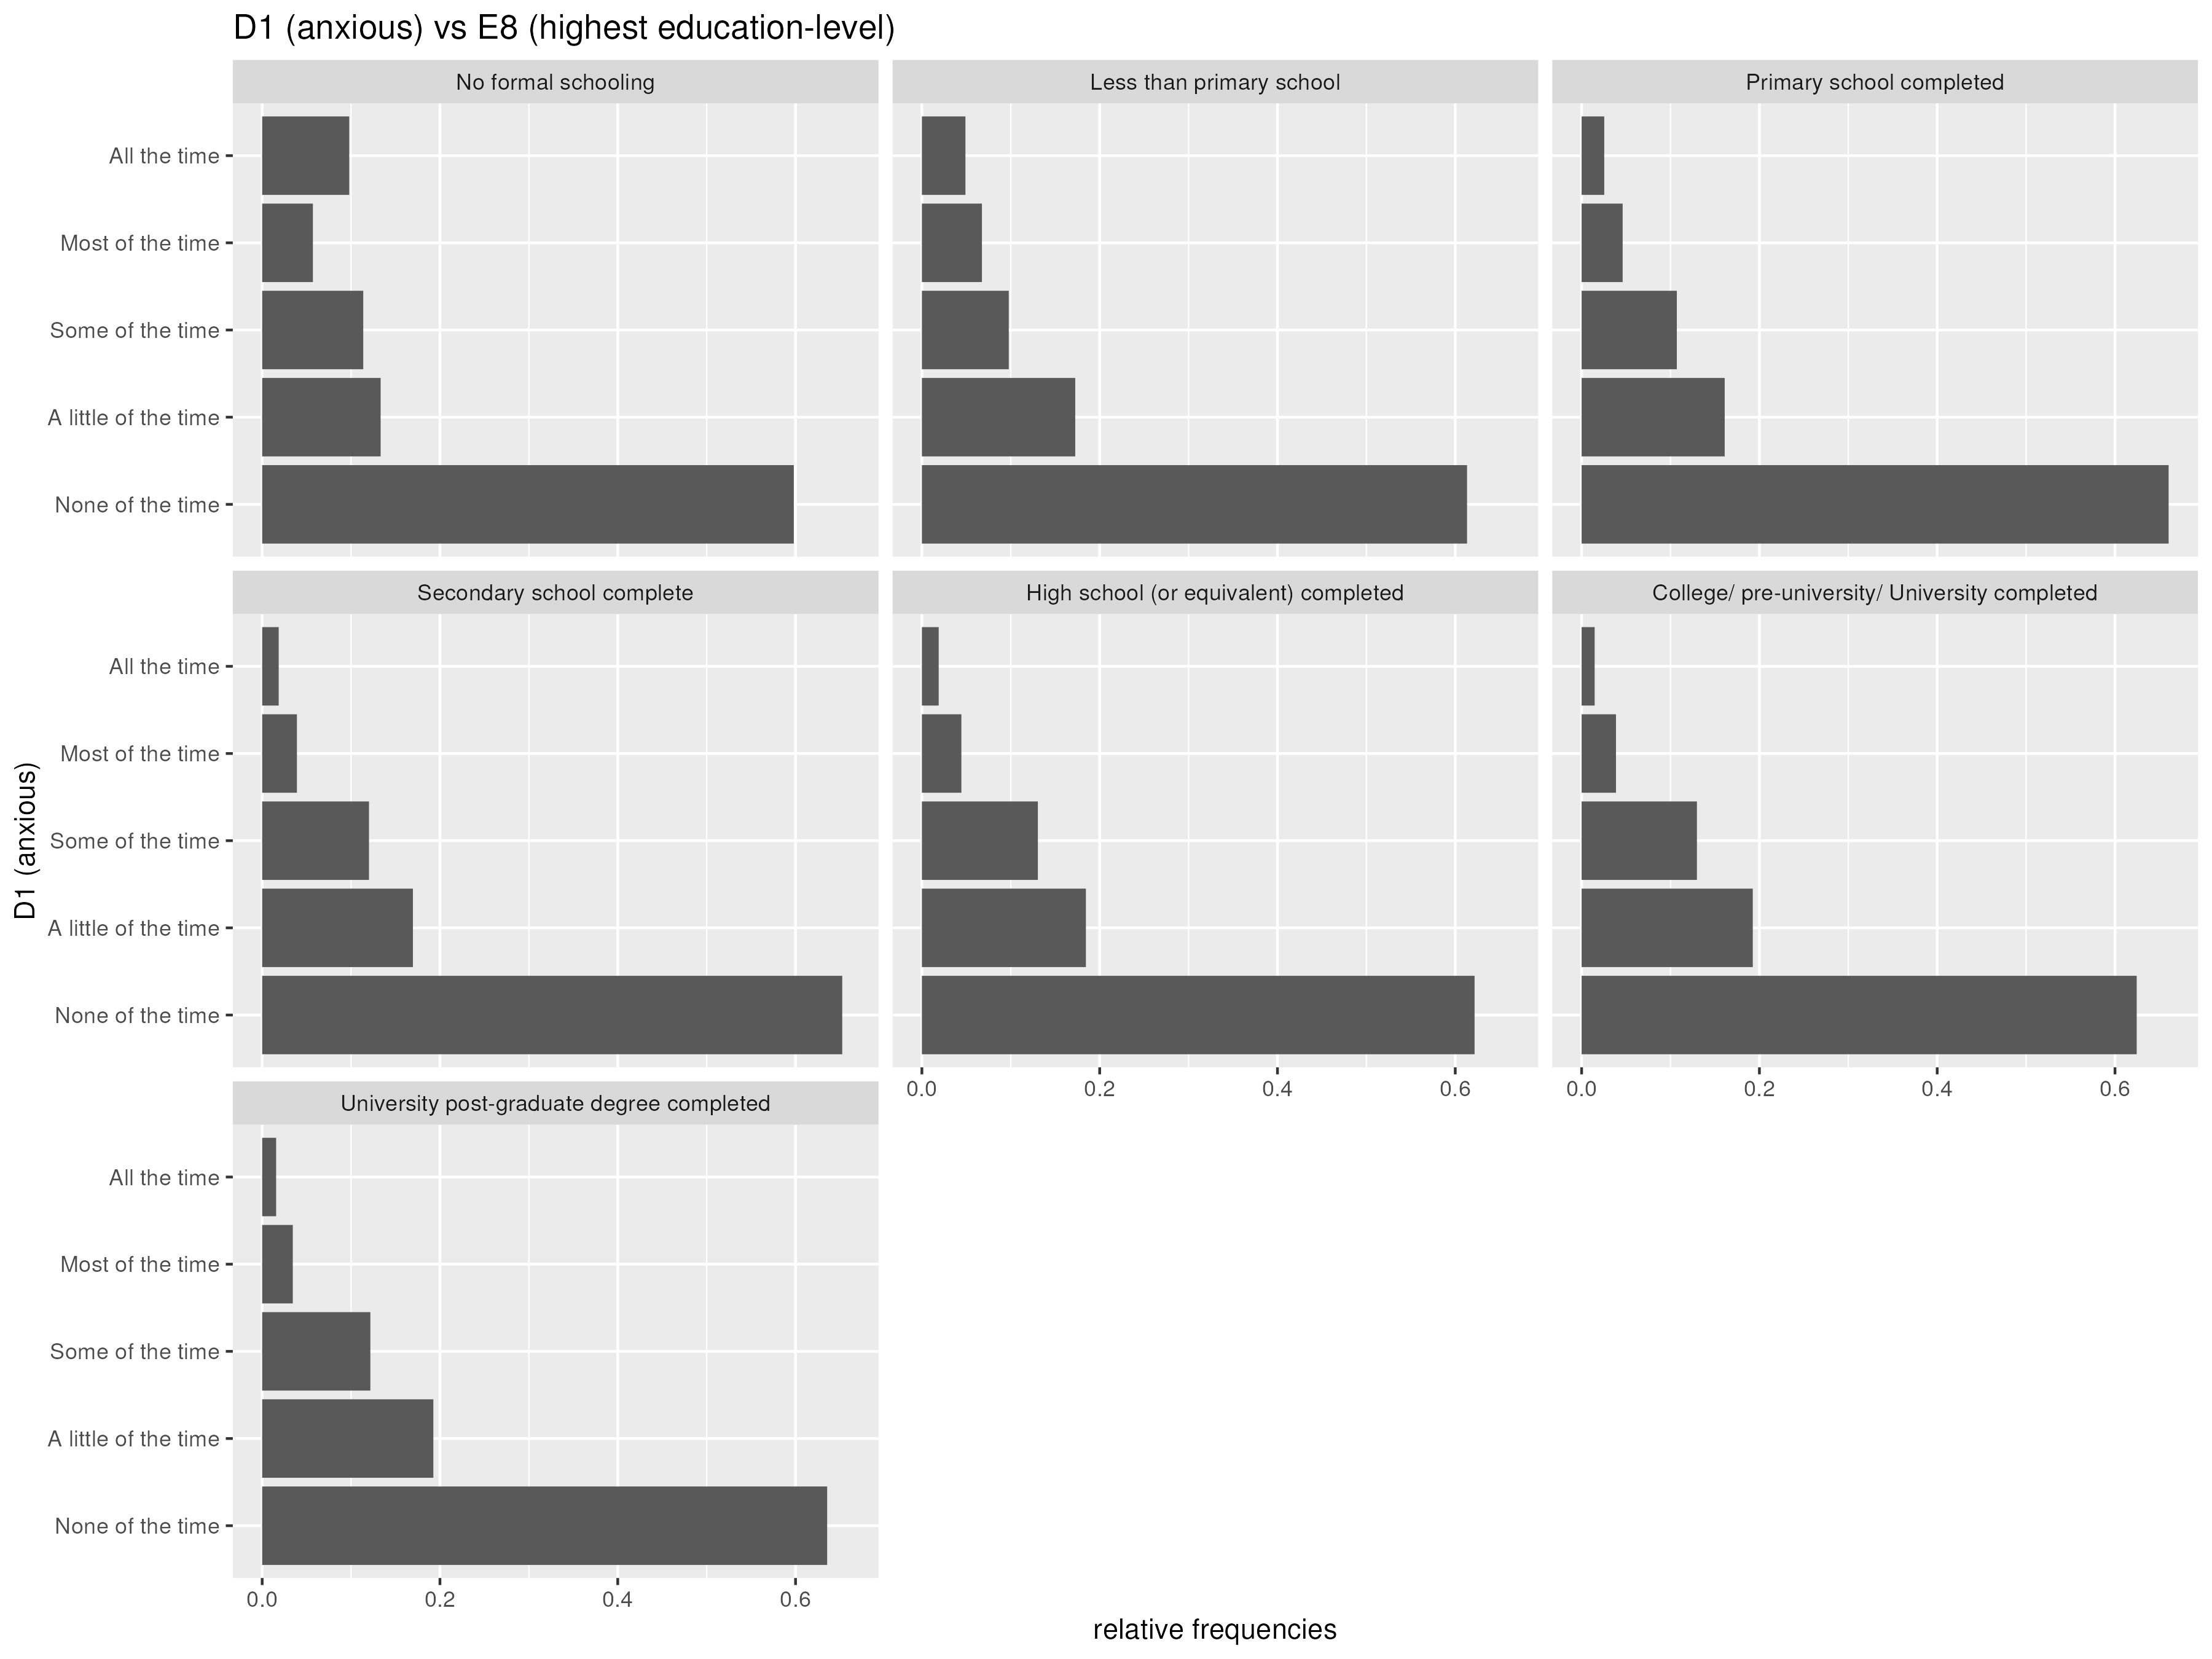 D1 (anxious) vs E8 (highest education-level)
No formal schooling
Less than primary school
Primary school completed
All the time
Most of the time
Some of the time
A little of the time
None of the time
Secondary school complete
High school (or equivalent) completed
College/ pre-university/ University completed
All the time
Most of the time
Some of the time
A little of the time
None of the time
D1 (anxious)
0.0 0.2 0.4 0.6
0.0 0.2 0.4 0.6
University post-graduate degree completed
All the time
Most of the time
Some of the time
A little of the time
None of the time
0.0 0.2 0.4 0.6
relative frequencies